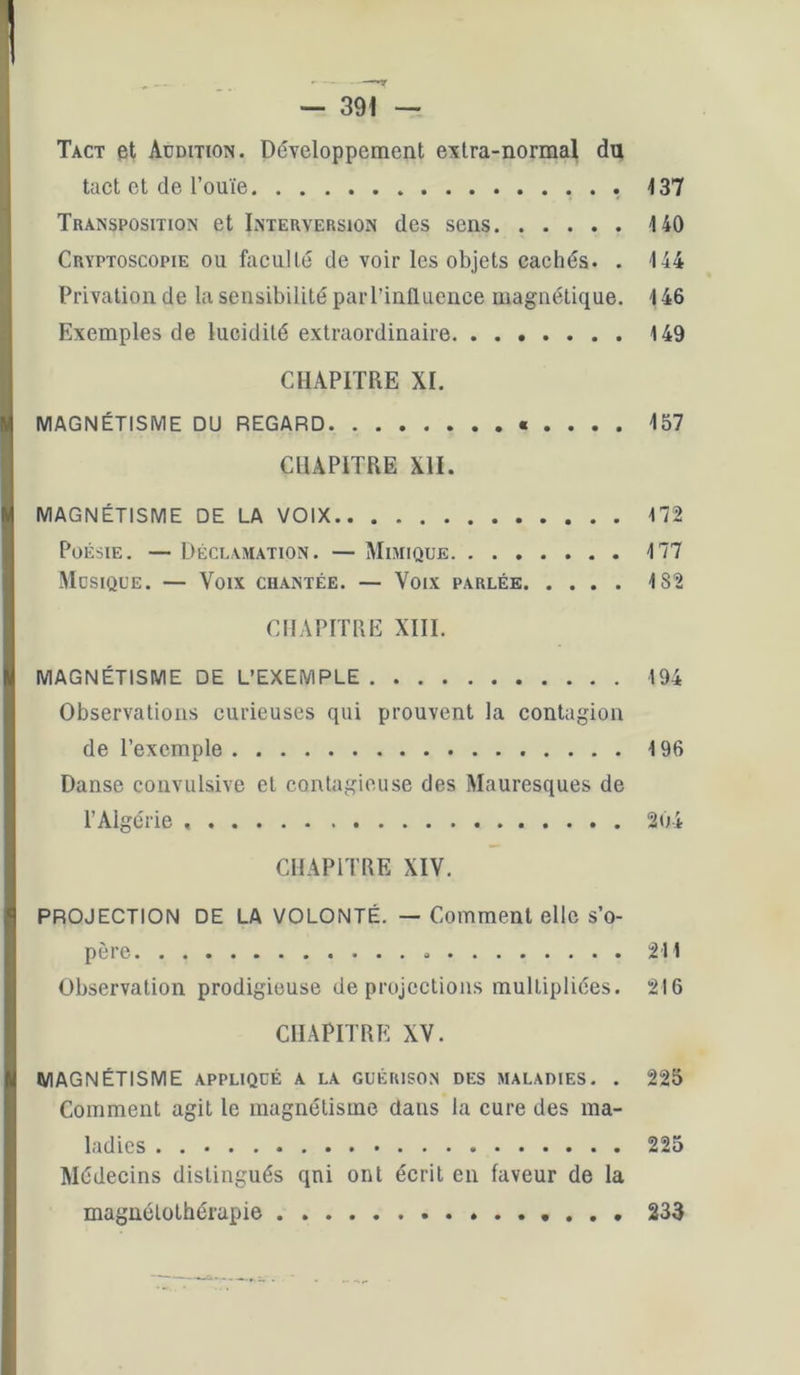 — 391 —
TACT et AUDITION. Développement extra-normal du
tact et de l'ouïe. . . . . . . . . . . . . . . . 137
TRANSPOSITION et INTERVERSION des sens. . . . . . 140
CRYPTOSCOPIE ou faculté de voir les objets cachés. . 144
Privation de la sensibilité par l'influence magnétique. 146
Exemples de lucidité extraordinaire. . . . . . . . 149
CHAPITRE XI.
MAGNÉTISME DU REGARD. . . . . . . . . . . . . 157
CHAPITRE XII.
MAGNÉTISME DE LA VOIX. . . . . . . . . . . . . 172
POÉSIE. — DÉCLAMATION. — MIMIQUE. . . . . . . . 177
MUSIQUE. — VOIX CHANTÉE. — VOIX PARLÉE. . . . . 182
CHAPITRE XIII.
MAGNÉTISME DE L'EXEMPLE . . . . . . . . . . . 194
Observations curieuses qui prouvent la contagion
de l'exemple . . . . . . . . . . . . . . . . . 196
Danse convulsive et contagieuse des Mauresques de
l'Algérie . . . . . . . . . . . . . . . . . . . 204
CHAPITRE XIV.
PROJECTION DE LA VOLONTÉ. — Comment elle s'o-
père. . . . . . . . . . . . . . . . . . . . . 211
Observation prodigieuse de projections multipliées. 216
CHAPITRE XV.
MAGNÉTISME APPLIQUÉ A LA GUÉRISON DES MALADIES. . 225
Comment agit le magnétisme dans la cure des ma-
ladies . . . . . . . . . . . . . . . . . . . . 225
Médecins distingués qni ont écrit en faveur de la
magnétothérapie . . . . . . . . . . . . . . . 233